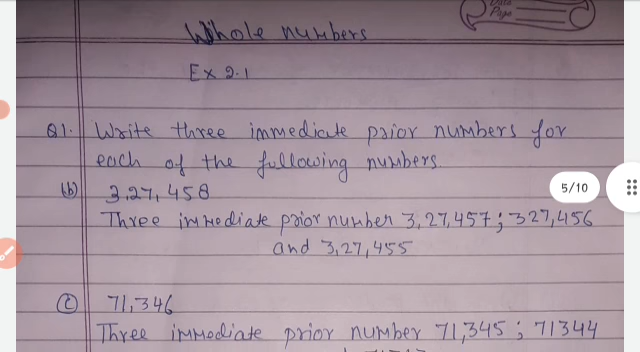 Date
Page
Whole numbers
Ex 2.1
Q1. Write three immediate prior numbers for
each of the following numbers.
(b) 3,27,458
5/10
Three immediate prior number 3,27,457; 327,456
and 3,27,455
(c) 71,346
Three immediate prior number 71,345; 71344